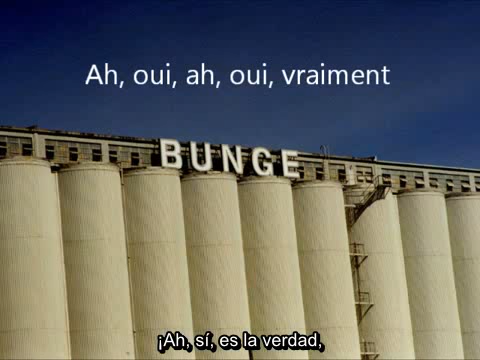 Ah, oui, ah, oui, vraiment
BUNGE
¡Ah, sí, es la verdad,